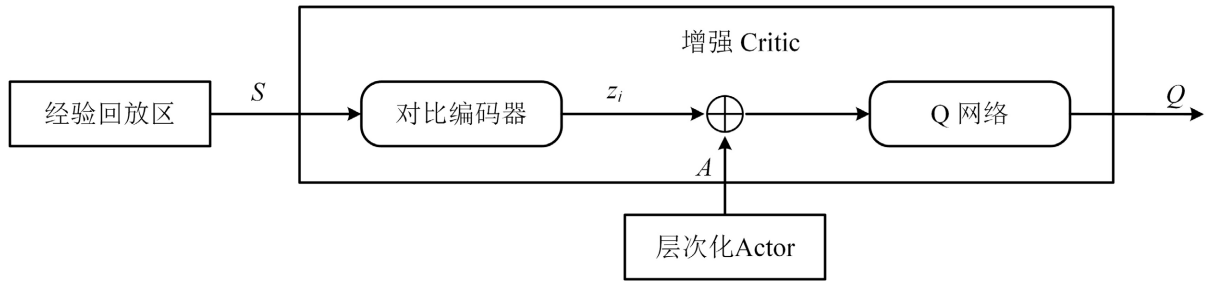 增强 Critic
经验回放区
S
对比编码器
z_i
Q 网络
Q
A
层次化Actor